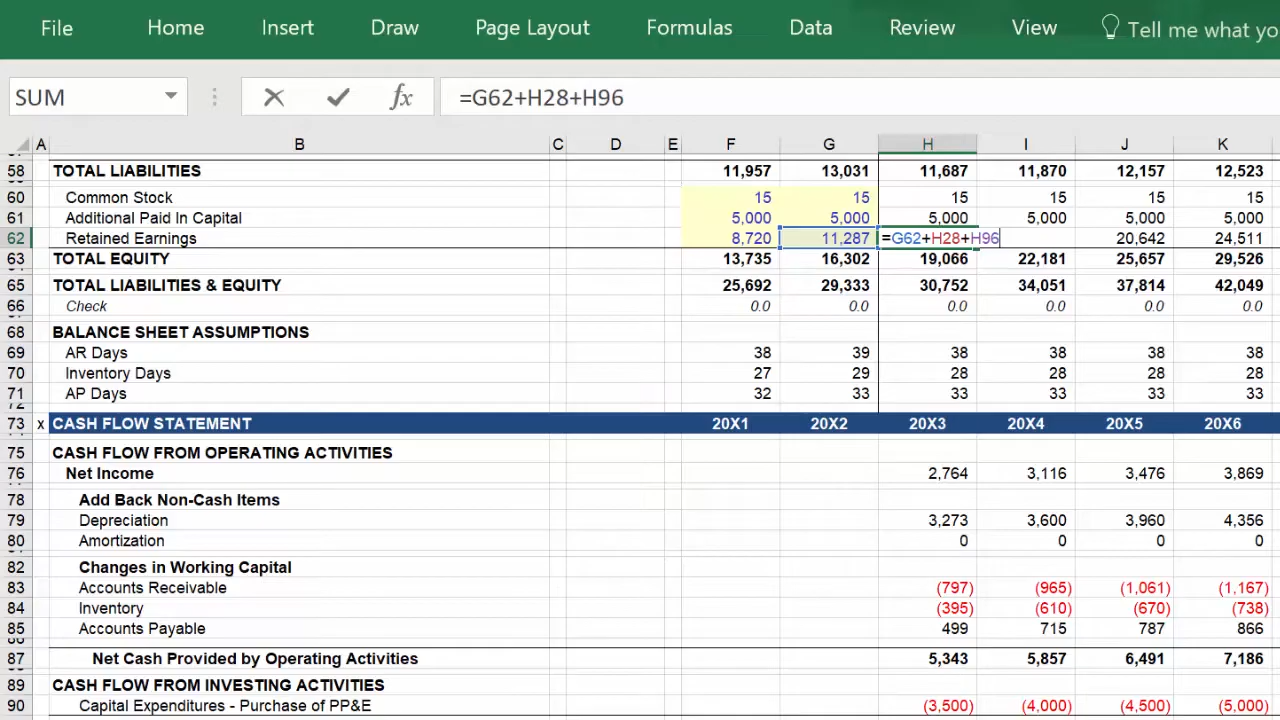 File Home Insert Draw Page Layout Formulas Data Review View Tell me what yo
SUM fx =G62+H28+H96
A B C D E F G H I J K
58 TOTAL LIABILITIES 11,957 13,031 11,687 11,870 12,157 12,523
60 Common Stock 15 15 15 15 15 15
61 Additional Paid In Capital 5,000 5,000 5,000 5,000 5,000 5,000
62 Retained Earnings 8,720 11,287 =G62+H28+H96 20,642 24,511
63 TOTAL EQUITY 13,735 16,302 19,066 22,181 25,657 29,526
65 TOTAL LIABILITIES & EQUITY 25,692 29,333 30,752 34,051 37,814 42,049
66 Check 0.0 0.0 0.0 0.0 0.0 0.0
68 BALANCE SHEET ASSUMPTIONS
69 AR Days 38 39 38 38 38 38
70 Inventory Days 27 29 28 28 28 28
71 AP Days 32 33 33 33 33 33
72
73 x CASH FLOW STATEMENT 20X1 20X2 20X3 20X4 20X5 20X6
75 CASH FLOW FROM OPERATING ACTIVITIES
76 Net Income 2,764 3,116 3,476 3,869
78 Add Back Non-Cash Items
79 Depreciation 3,273 3,600 3,960 4,356
80 Amortization 0 0 0 0
82 Changes in Working Capital
83 Accounts Receivable (797) (965) (1,061) (1,167)
84 Inventory (395) (610) (670) (738)
85 Accounts Payable 499 715 787 866
87 Net Cash Provided by Operating Activities 5,343 5,857 6,491 7,186
89 CASH FLOW FROM INVESTING ACTIVITIES
90 Capital Expenditures - Purchase of PP&E (3,500) (4,000) (4,500) (5,000)